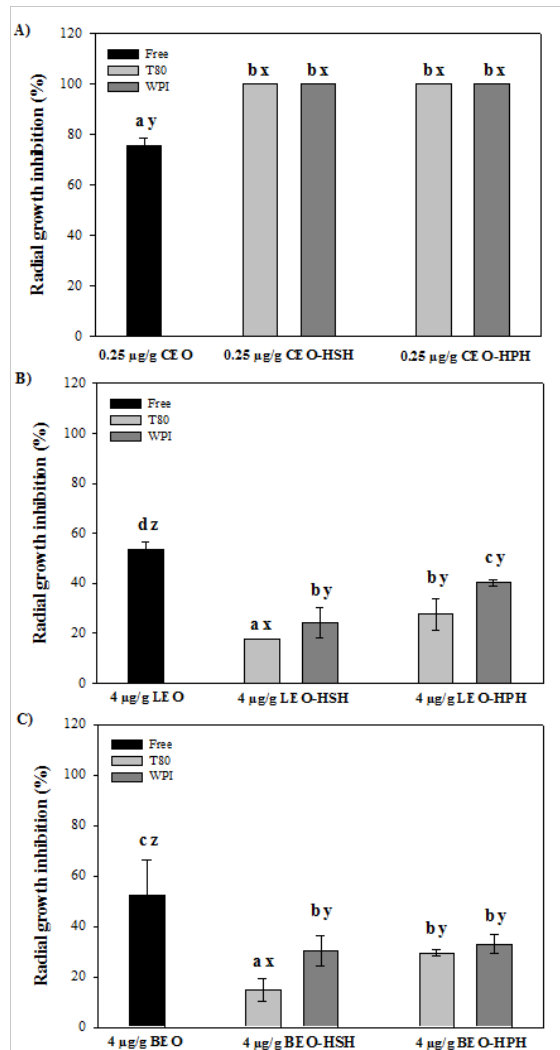 A)
120
100
80
60
40
20
0
Radial growth inhibition (%)
Free
T80
WPI
a y
b x
b x
b x
b x
0.25 µg/g CEO
0.25 µg/g CEO-HSH
0.25 µg/g CEO-HPH
B)
120
100
80
60
40
20
0
Radial growth inhibition (%)
Free
T80
WPI
d z
a x
b y
b y
c y
4 µg/g LEO
4 µg/g LEO-HSH
4 µg/g LEO-HPH
C)
120
100
80
60
40
20
0
Radial growth inhibition (%)
Free
T80
WPI
c z
a x
b y
b y
b y
4 µg/g BEO
4 µg/g BEO-HSH
4 µg/g BEO-HPH